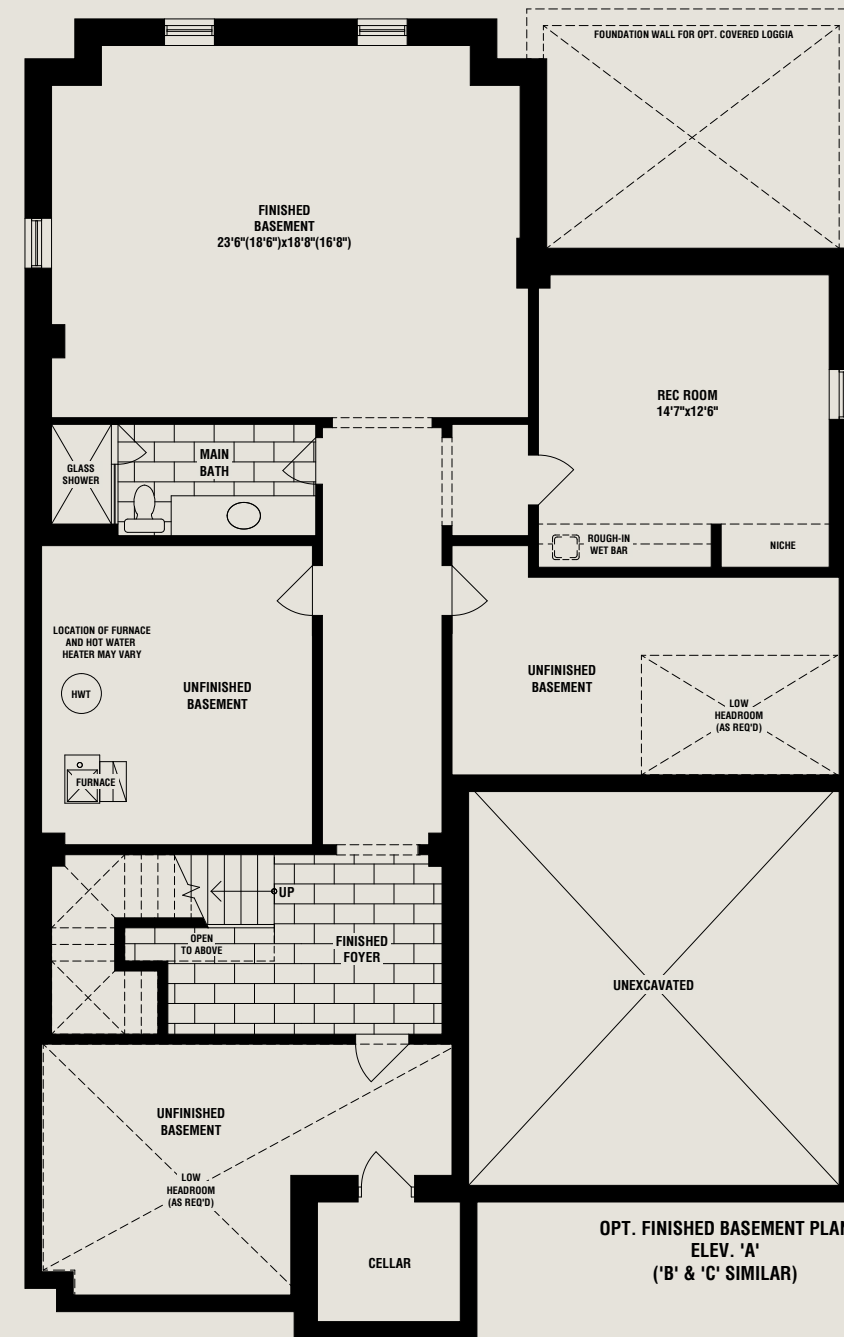 FOUNDATION WALL FOR OPT. COVERED LOGGIA
FINISHED
BASEMENT
23'6"(18'6")x18'8"(16'8")
REC ROOM
14'7"x12'6"
GLASS
SHOWER
MAIN
BATH
ROUGH-IN
WET BAR
NICHE
LOCATION OF FURNACE
AND HOT WATER
HEATER MAY VARY
HWT
UNFINISHED
BASEMENT
FURNACE
UNFINISHED
BASEMENT
LOW
HEADROOM
(AS REQ'D)
UP
OPEN
TO ABOVE
FINISHED
FOYER
UNEXCAVATED
UNFINISHED
BASEMENT
LOW
HEADROOM
(AS REQ'D)
CELLAR
OPT. FINISHED BASEMENT PLAN
ELEV. 'A'
('B' & 'C' SIMILAR)